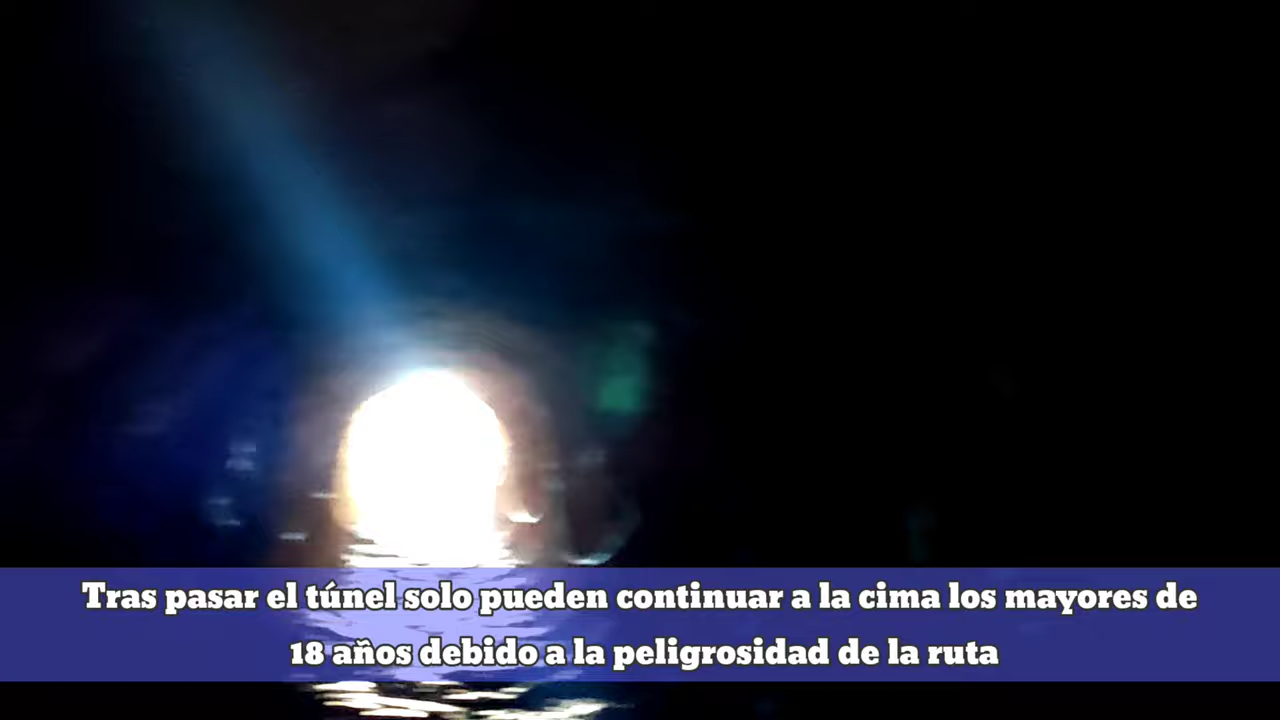 Tras pasar el túnel solo pueden continuar a la cima los mayores de
18 años debido a la peligrosidad de la ruta